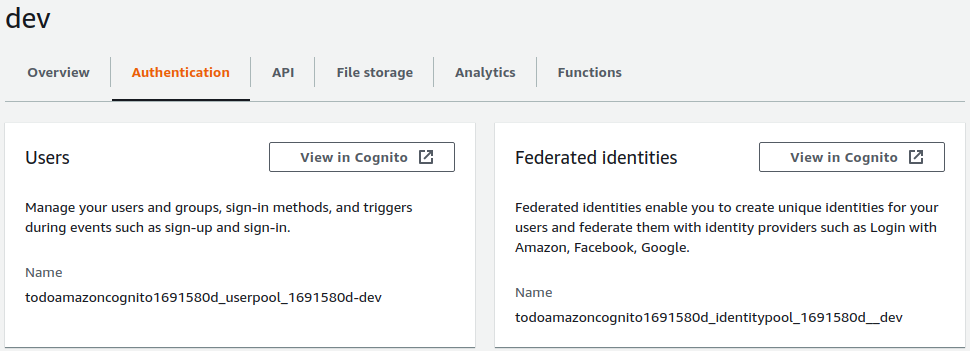 dev
Overview
Authentication
API
File storage
Analytics
Functions
Users
View in Cognito
Manage your users and groups, sign-in methods, and triggers
during events such as sign-up and sign-in.
Name
todoamazoncognito1691580d_userpool_1691580d-dev
Federated identities
View in Cognito
Federated identities enable you to create unique identities for your
users and federate them with identity providers such as Login with
Amazon, Facebook, Google.
Name
todoamazoncognito1691580d_identitypool_1691580d__dev